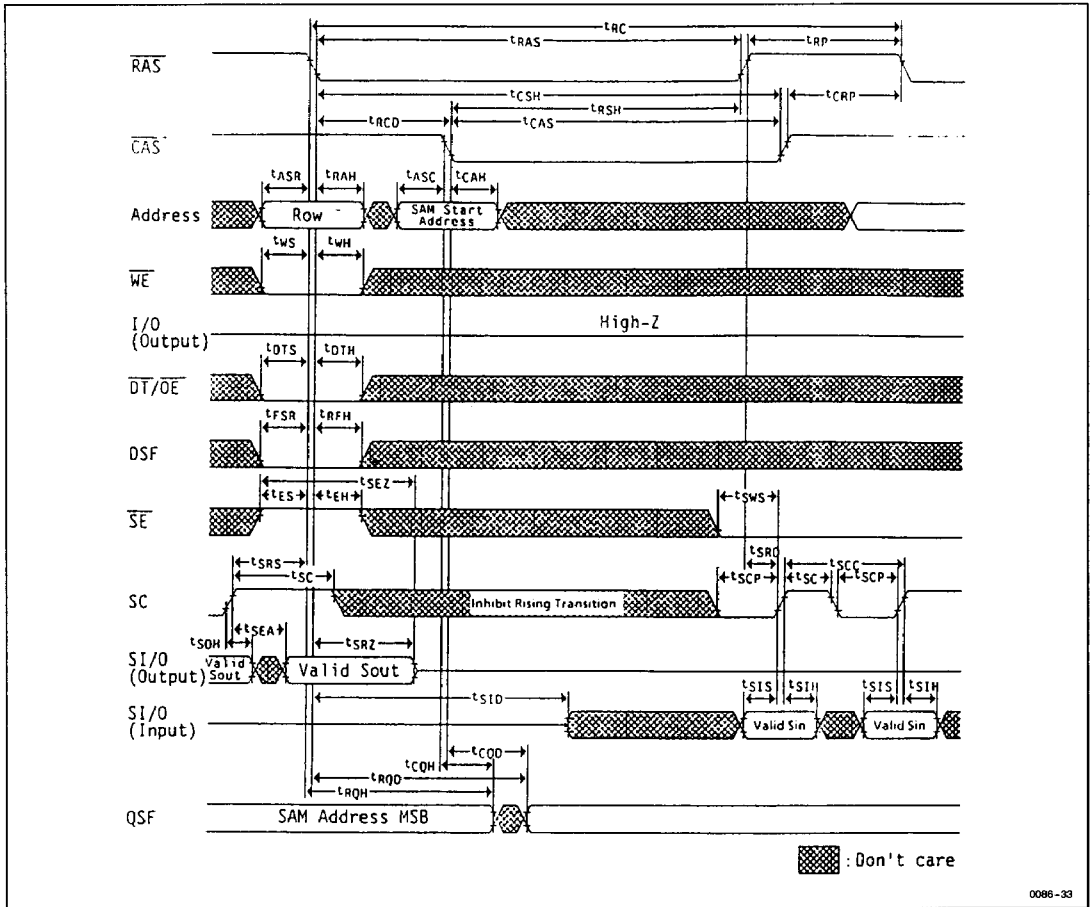 tRC
tRAS
tRP
RAS
tCSH
tCRP
tRSH
tRCD
tCAS
CAS
tASR
tRAH
tASC
tCAH
Address
Row
SAM Start
Address
tWS
tWH
WE
I/O
(Output)
High-Z
tDTS
tDTH
DT/OE
tFSR
tRFH
DSF
tSEZ
tES
tEH
tSWS
SE
tSRD
tSRS
tSC
tSCC
tSCP
tSC
tSCP
SC
Inhibit Rising Transition
tSOH
tSEA
tSRZ
SI/O
(Output)
Valid
Sout
Valid Sout
tSID
tSIS
tSIH
tSIS
tSIH
SI/O
(Input)
Valid Sin
Valid Sin
tCQD
tCQH
tRQD
tRQH
QSF
SAM Address MSB
: Don't care
0086-33